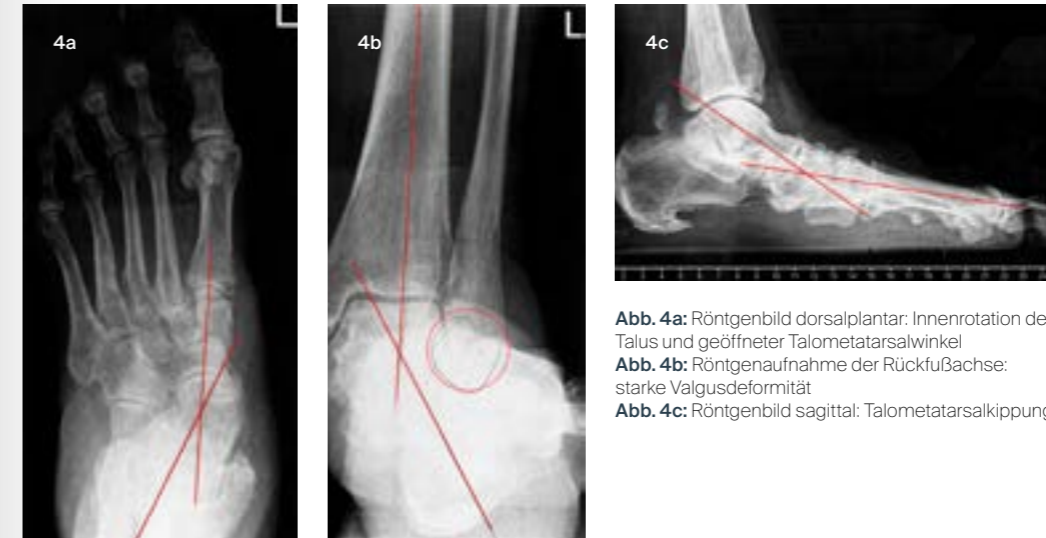 4a
4b
4c
L
Abb. 4a: Röntgenbild dorsalplantar: Innenrotation de
Talus und geöffneter Talometatarsalwinkel
Abb. 4b: Röntgenaufnahme der Rückfußachse:
starke Valgusdeformität
Abb. 4c: Röntgenbild sagittal: Talometatarsalkippung